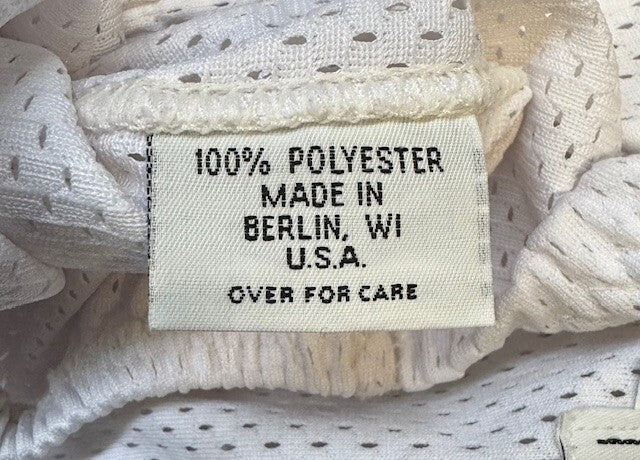 100% POLYESTER
MADE IN
BERLIN, WI
U.S.A.
OVER FOR CARE